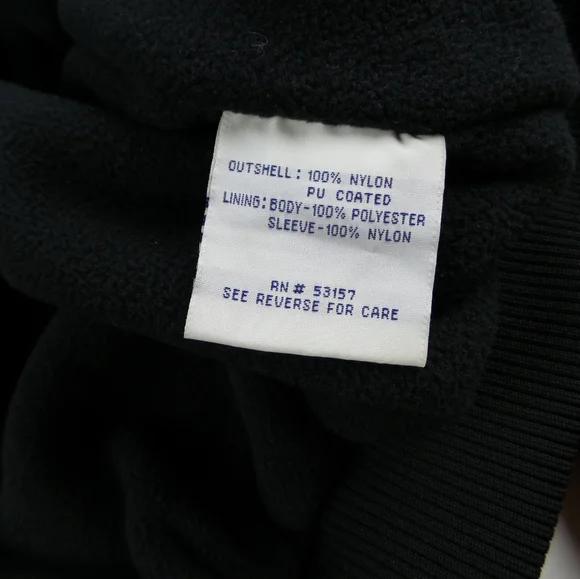 OUTSHELL: 100% NYLON
PU COATED
LINING: BODY-100% POLYESTER
SLEEVE-100% NYLON
RN# 53157
SEE REVERSE FOR CARE